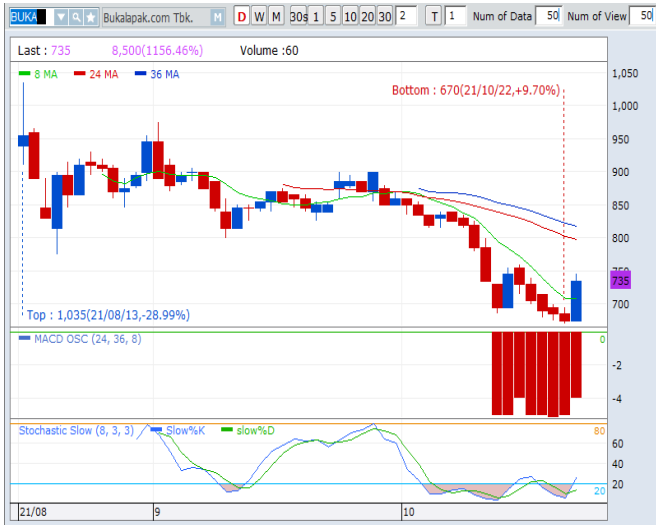 BUKA Bukalapak.com Tbk. M D W M 30s 1 5 10 20 30 2 T 1 Num of Data 50 Num of View 50
Last : 735 8,500(1156.46%) Volume :60
8 MA 24 MA 36 MA
Bottom : 670(21/10/22,+9.70%)
1,050
1,000
950
900
850
800
735
700
Top : 1,035(21/08/13,-28.99%)
MACD OSC (24, 36, 8)
0
-2
-4
Stochastic Slow (8, 3, 3) Slow%K slow%D
80
60
40
20
20
21/08 9 10